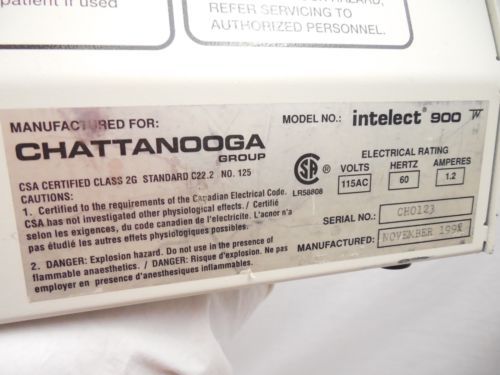 patient if used
REFER SERVICING TO
AUTHORIZED PERSONNEL.
MANUFACTURED FOR:
CHATTANOOGA
GROUP
MODEL NO.: intelect® 900
CSA CERTIFIED CLASS 2G STANDARD C22.2 NO. 125
CAUTIONS:
1. Certified to the requirements of the Canadian Electrical Code.
CSA has not investigated other physiological effects. / Certifié
selon les exigences, du code canadien de l'electricite. L'acnor n'a
pas étudié les autres effets physiologiques possibles.
2. DANGER: Explosion hazard. Do not use in the presence of
flammable anaesthetics. / DANGER: Risque d'explosion. Ne pas
employer en presence d'anesthesiques inflammables.
LR58808
ELECTRICAL RATING
VOLTS HERTZ AMPERES
115AC 60 1.2
SERIAL NO.: CHO123
MANUFACTURED: NOVEMBER